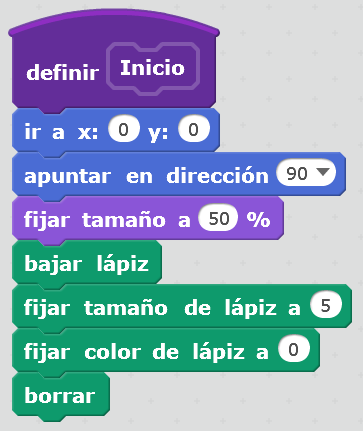 definir Inicio
ir a x: 0 y: 0
apuntar en dirección 90
fijar tamaño a 50 %
bajar lápiz
fijar tamaño de lápiz a 5
fijar color de lápiz a 0
borrar